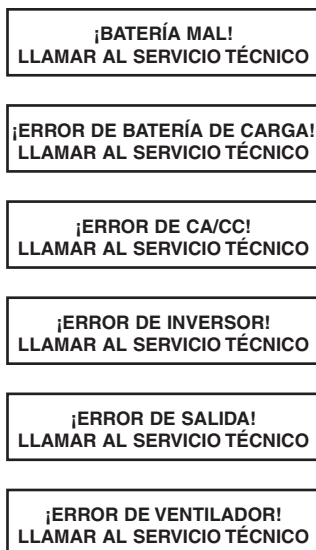 ¡BATERÍA MAL!
LLAMAR AL SERVICIO TÉCNICO
¡ERROR DE BATERÍA DE CARGA!
LLAMAR AL SERVICIO TÉCNICO
¡ERROR DE CA/CC!
LLAMAR AL SERVICIO TÉCNICO
¡ERROR DE INVERSOR!
LLAMAR AL SERVICIO TÉCNICO
¡ERROR DE SALIDA!
LLAMAR AL SERVICIO TÉCNICO
¡ERROR DE VENTILADOR!
LLAMAR AL SERVICIO TÉCNICO